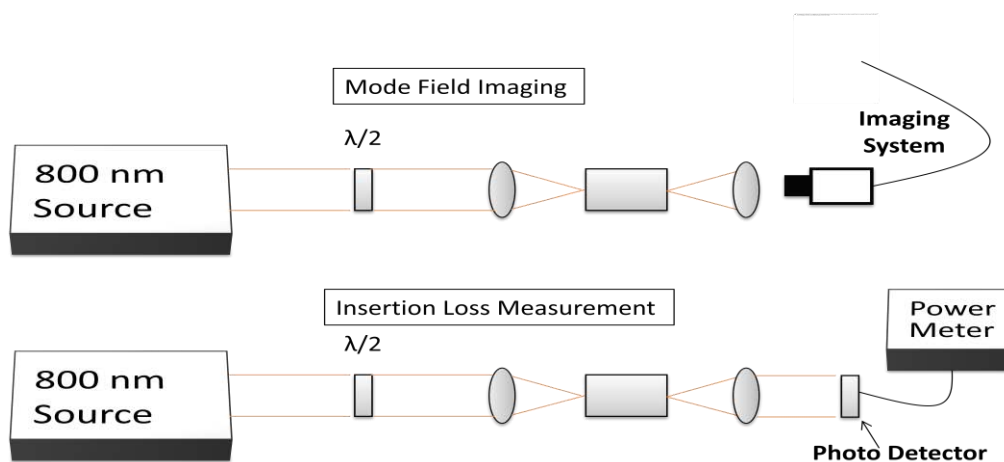 Mode Field Imaging
λ/2
800 nm
Source
Imaging
System
Insertion Loss Measurement
λ/2
800 nm
Source
Power
Meter
Photo Detector